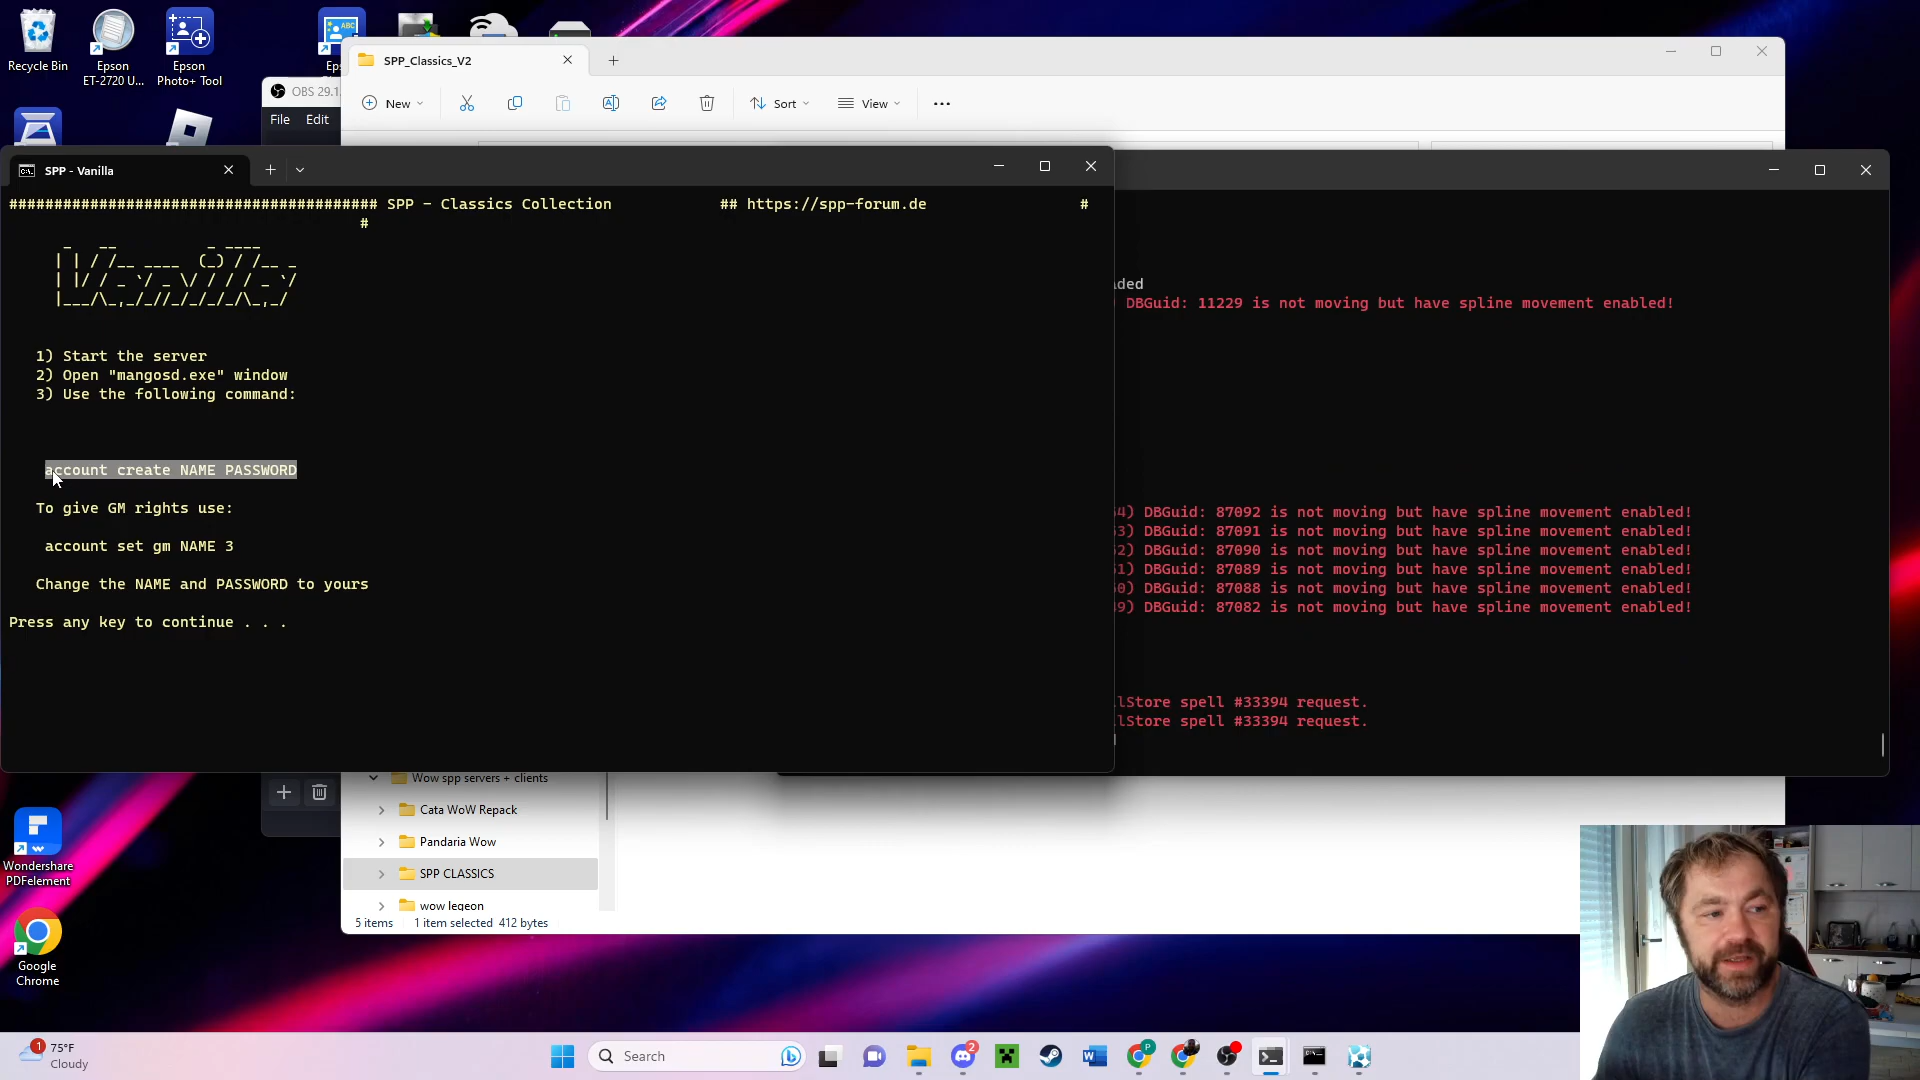 Recycle Bin
Epson
ET-2720 U...
Epson
Photo+ Tool
SPP_Classics_V2
OBS 29.1
File Edit
New
Sort
View
SPP - Vanilla
######################################### SPP - Classics Collection ## https://spp-forum.de #
#
1) Start the server
2) Open "mangosd.exe" window
3) Use the following command:
account create NAME PASSWORD
To give GM rights use:
account set gm NAME 3
Change the NAME and PASSWORD to yours
Press any key to continue . . .
ded
DBGuid: 11229 is not moving but have spline movement enabled!
4) DBGuid: 87092 is not moving but have spline movement enabled!
3) DBGuid: 87091 is not moving but have spline movement enabled!
2) DBGuid: 87090 is not moving but have spline movement enabled!
1) DBGuid: 87089 is not moving but have spline movement enabled!
0) DBGuid: 87088 is not moving but have spline movement enabled!
9) DBGuid: 87082 is not moving but have spline movement enabled!
lStore spell #33394 request.
lStore spell #33394 request.
Wow spp servers + clients
Cata WoW Repack
Pandaria Wow
SPP CLASSICS
wow legeon
5 items 1 item selected 412 bytes
Wondershare
PDFelement
Google
Chrome
1
75°F
Cloudy
Search
2
P